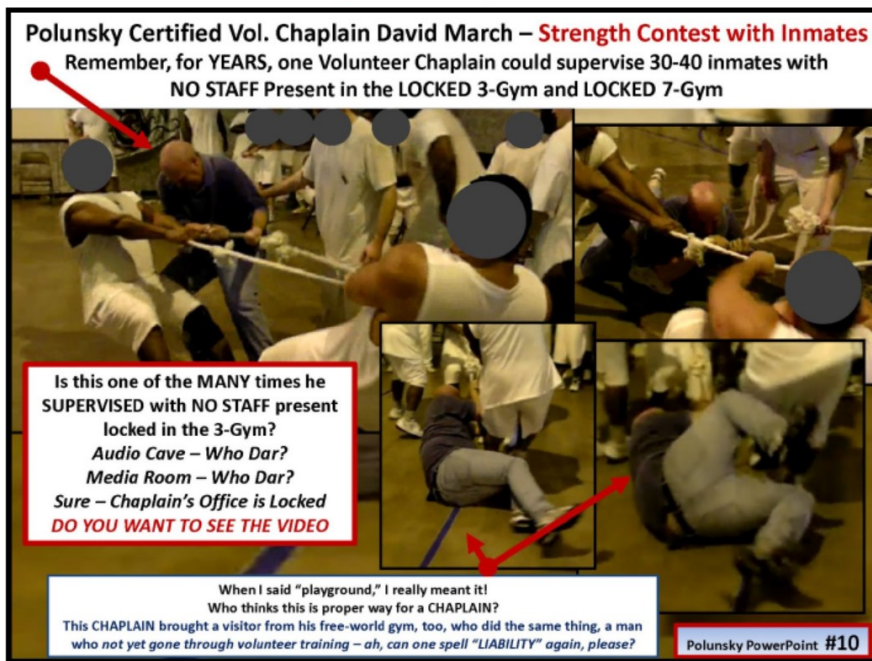 Polunsky Certified Vol. Chaplain David March – Strength Contest with Inmates
Remember, for YEARS, one Volunteer Chaplain could supervise 30-40 inmates with
NO STAFF Present in the LOCKED 3-Gym and LOCKED 7-Gym
Is this one of the MANY times he
SUPERVISED with NO STAFF present
locked in the 3-Gym?
Audio Cave – Who Dar?
Media Room – Who Dar?
Sure – Chaplain's Office is Locked
DO YOU WANT TO SEE THE VIDEO
When I said "playground," I really meant it!
Who thinks this is proper way for a CHAPLAIN?
This CHAPLAIN brought a visitor from his free-world gym, too, who did the same thing, a man
who not yet gone through volunteer training – ah, can one spell "LIABILITY" again, please?
Polunsky PowerPoint #10